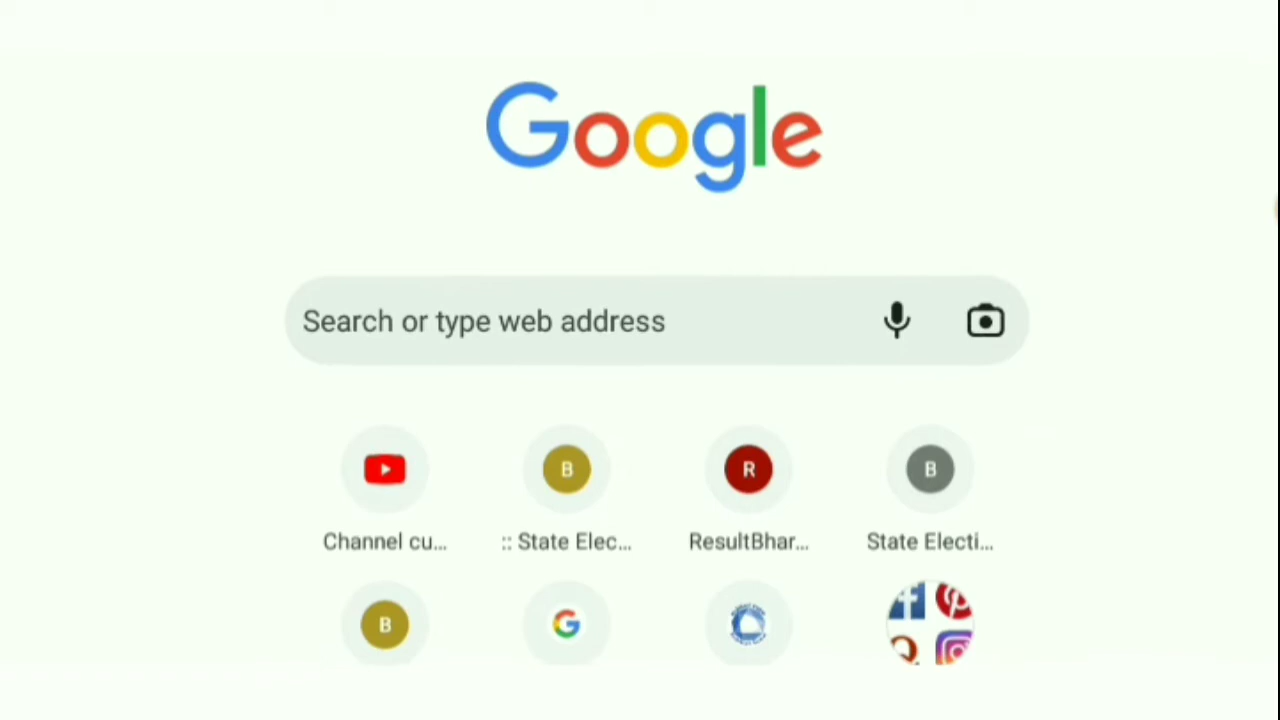 Google
Search or type web address
B
R
B
Channel cu...
:: State Elec...
ResultBhar...
State Electi...
B